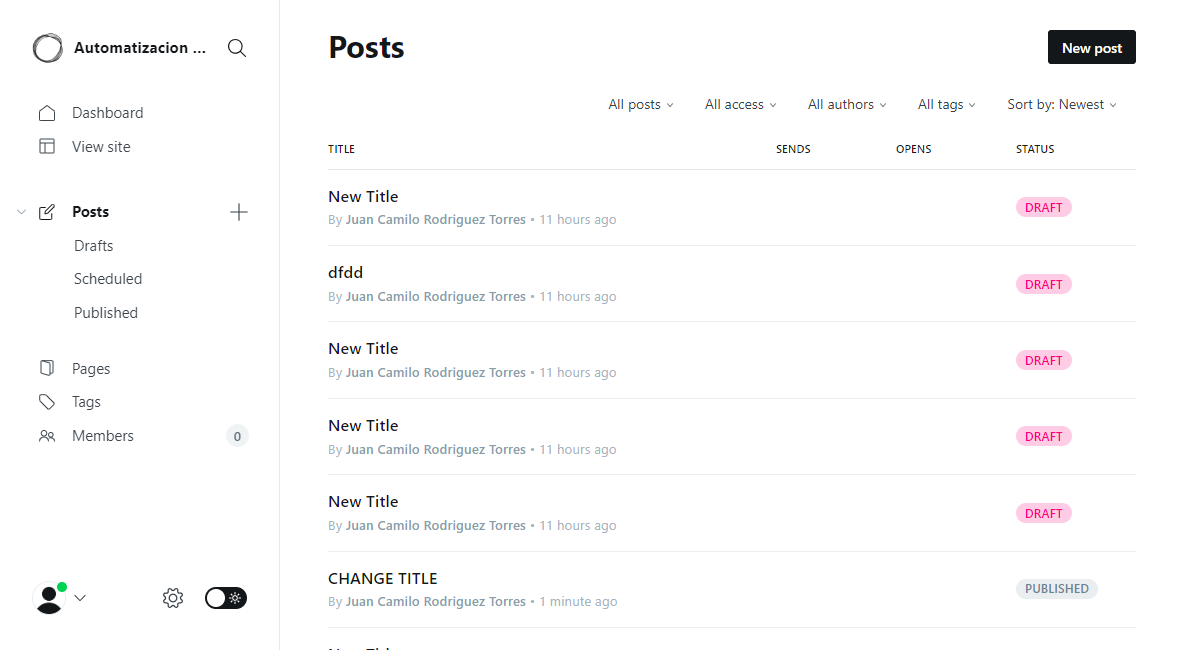 Automatizacion ...
Dashboard
View site
Posts
Drafts
Scheduled
Published
Pages
Tags
Members 0
Posts
New post
All posts All access All authors All tags Sort by: Newest
TITLE SENDS OPENS STATUS
New Title
By Juan Camilo Rodriguez Torres • 11 hours ago
DRAFT
dfdd
By Juan Camilo Rodriguez Torres • 11 hours ago
DRAFT
New Title
By Juan Camilo Rodriguez Torres • 11 hours ago
DRAFT
New Title
By Juan Camilo Rodriguez Torres • 11 hours ago
DRAFT
New Title
By Juan Camilo Rodriguez Torres • 11 hours ago
DRAFT
CHANGE TITLE
By Juan Camilo Rodriguez Torres • 1 minute ago
PUBLISHED